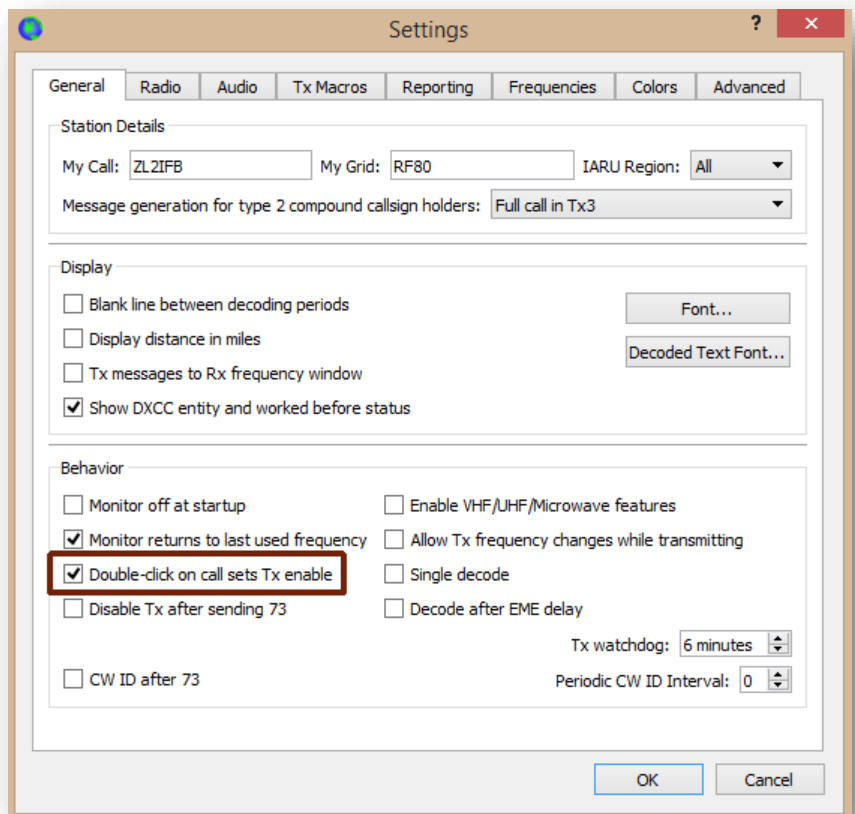 Settings
? ×
General Radio Audio Tx Macros Reporting Frequencies Colors Advanced
Station Details
My Call: ZL2IFB My Grid: RF80 IARU Region: All
Message generation for type 2 compound callsign holders: Full call in Tx3
Display
Blank line between decoding periods
Font...
Display distance in miles
Decoded Text Font...
Tx messages to Rx frequency window
Show DXCC entity and worked before status
Behavior
Monitor off at startup Enable VHF/UHF/Microwave features
Monitor returns to last used frequency Allow Tx frequency changes while transmitting
Double-click on call sets Tx enable Single decode
Disable Tx after sending 73 Decode after EME delay
Tx watchdog: 6 minutes
CW ID after 73 Periodic CW ID Interval: 0
OK Cancel